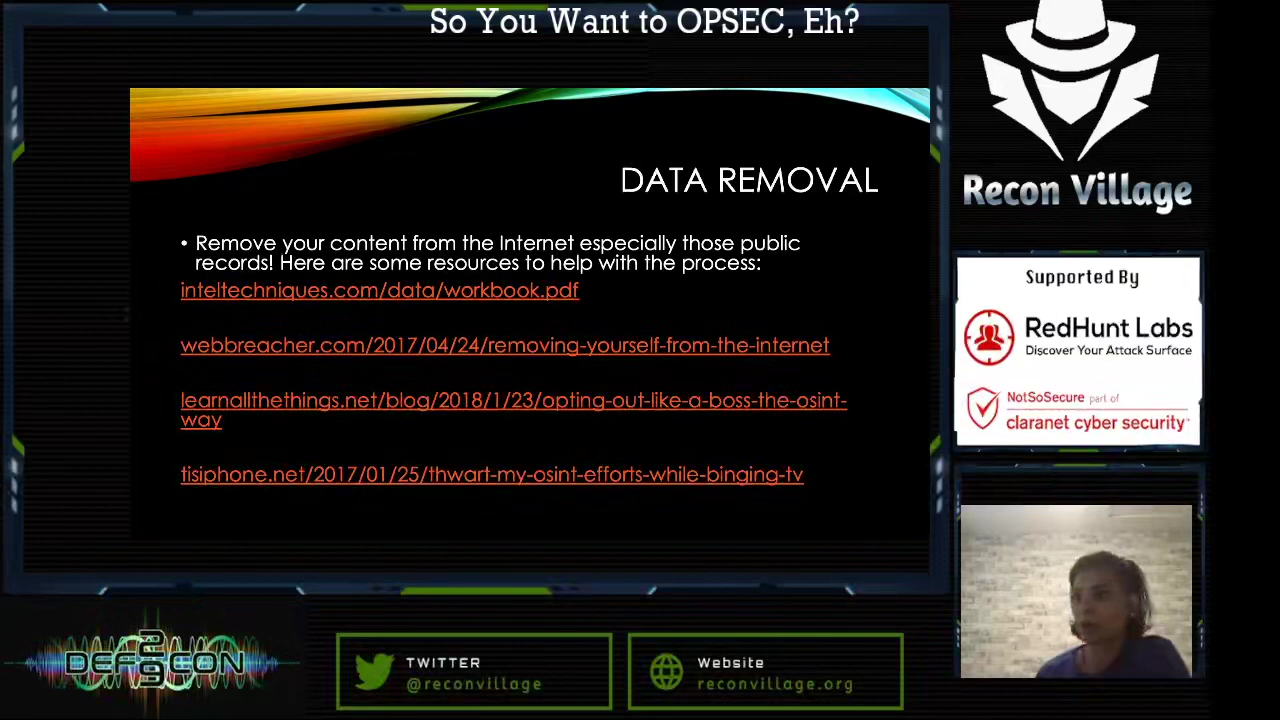 So You Want to OPSEC, Eh?
DATA REMOVAL
• Remove your content from the Internet especially those public
records! Here are some resources to help with the process:
inteltechniques.com/data/workbook.pdf
webbreacher.com/2017/04/24/removing-yourself-from-the-internet
learnallthethings.net/blog/2018/1/23/opting-out-like-a-boss-the-osint-
way
tisiphone.net/2017/01/25/thwart-my-osint-efforts-while-binging-tv
Recon Village
Supported By
RedHunt Labs
Discover Your Attack Surface
NotSoSecure part of
claranet cyber security
DEF CON
29
TWITTER
@reconvillage
Website
reconvillage.org